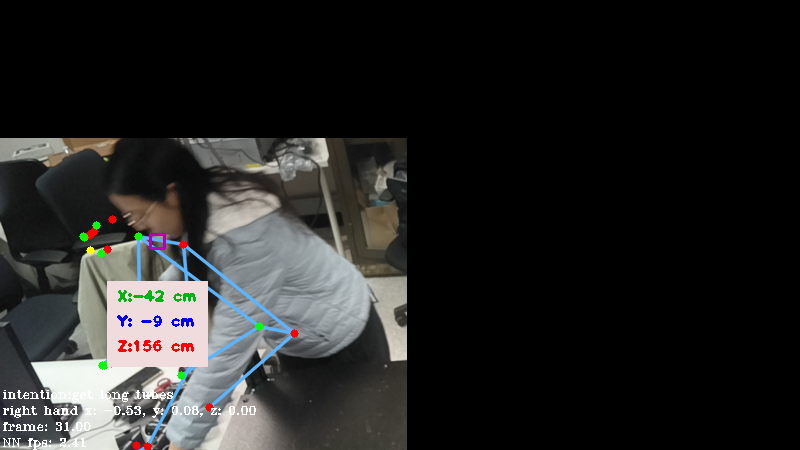 X:-42 cm
Y: -9 cm
Z:156 cm
intention:get long tubes
right hand x: -0.53, y: 0.08, z: 0.00
frame: 31.00
NN fps: 2.41